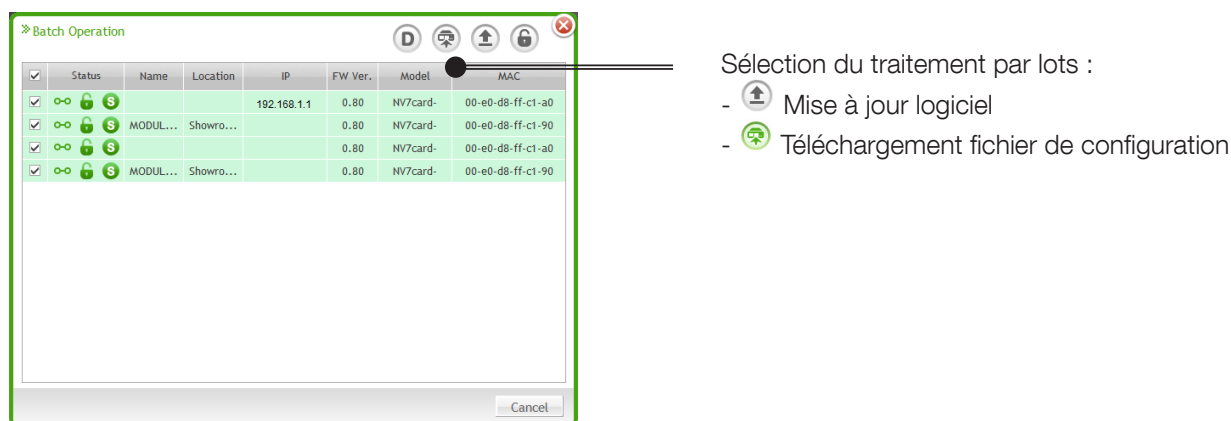 Batch Operation
D
Status Name Location IP FW Ver. Model MAC
S 192.168.1.1 0.80 NV7card- 00-e0-d8-ff-c1-a0
S MODUL... Showro... 0.80 NV7card- 00-e0-d8-ff-c1-90
S 0.80 NV7card- 00-e0-d8-ff-c1-a0
S MODUL... Showro... 0.80 NV7card- 00-e0-d8-ff-c1-90
Cancel
Sélection du traitement par lots :
- Mise à jour logiciel
- Téléchargement fichier de configuration